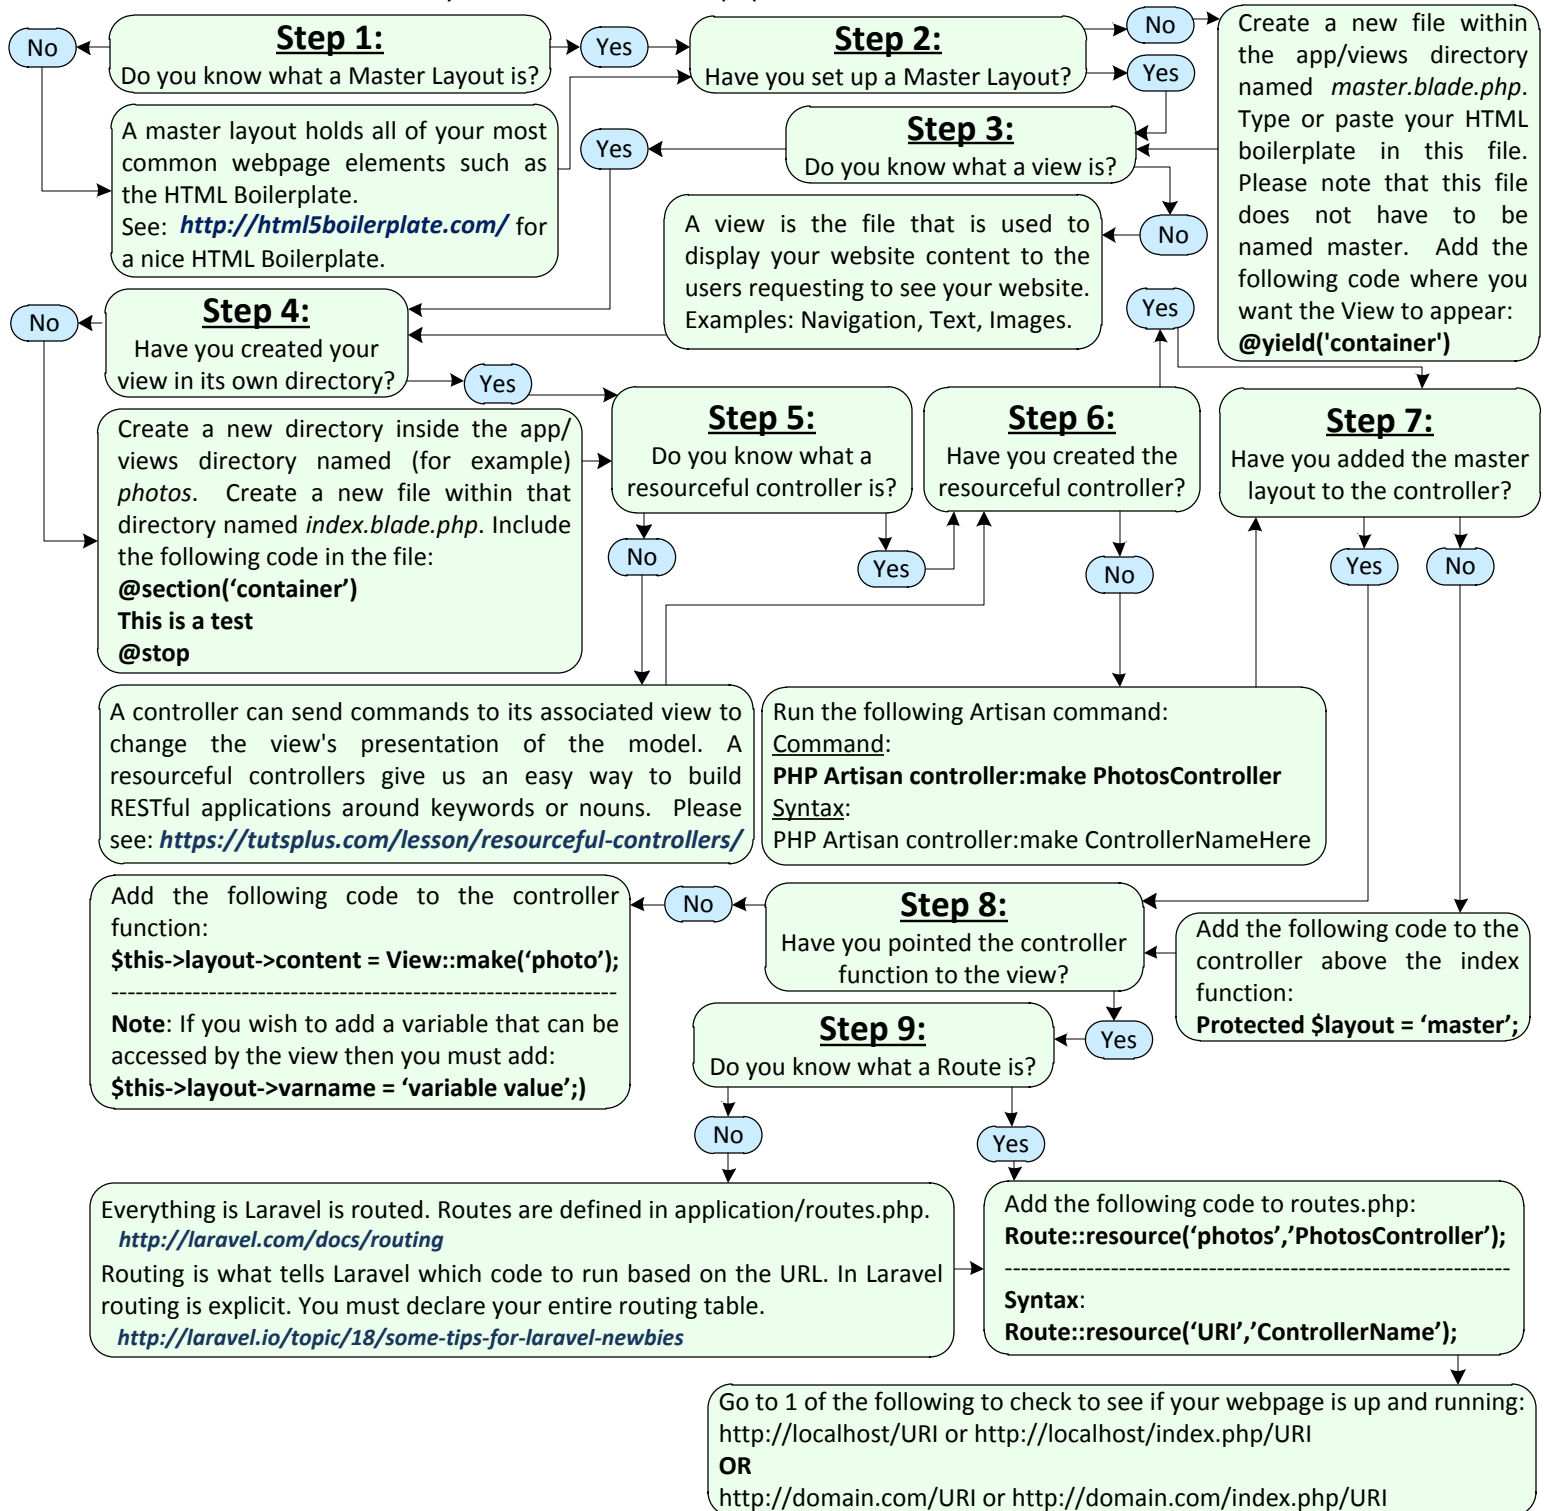 Step 1:
Do you know what a Master Layout is?
No
Yes
A master layout holds all of your most
common webpage elements such as
the HTML Boilerplate.
See: http://html5boilerplate.com/ for
a nice HTML Boilerplate.
Step 2:
Have you set up a Master Layout?
No
Yes
Create a new file within
the app/views directory
named master.blade.php.
Type or paste your HTML
boilerplate in this file.
Please note that this file
does not have to be
named master. Add the
following code where you
want the View to appear:
@yield('container')
Step 3:
Do you know what a view is?
Yes
No
A view is the file that is used to
display your website content to the
users requesting to see your website.
Examples: Navigation, Text, Images.
Step 4:
Have you created your
view in its own directory?
No
Yes
Create a new directory inside the app/
views directory named (for example)
photos. Create a new file within that
directory named index.blade.php. Include
the following code in the file:
@section(‘container’)
This is a test
@stop
Step 5:
Do you know what a
resourceful controller is?
No
Yes
A controller can send commands to its associated view to
change the view's presentation of the model. A
resourceful controllers give us an easy way to build
RESTful applications around keywords or nouns. Please
see: https://tutsplus.com/lesson/resourceful-controllers/
Step 6:
Have you created the
resourceful controller?
Yes
No
Run the following Artisan command:
Command:
PHP Artisan controller:make PhotosController
Syntax:
PHP Artisan controller:make ControllerNameHere
Step 7:
Have you added the master
layout to the controller?
Yes
No
Add the following code to the
controller above the index
function:
Protected $layout = ‘master’;
Step 8:
Have you pointed the controller
function to the view?
No
Yes
Add the following code to the controller
function:
$this->layout->content = View::make(‘photo’);
--------------------------------------------------------------
Note: If you wish to add a variable that can be
accessed by the view then you must add:
$this->layout->varname = ‘variable value’;)
Step 9:
Do you know what a Route is?
No
Yes
Everything is Laravel is routed. Routes are defined in application/routes.php.
http://laravel.com/docs/routing
Routing is what tells Laravel which code to run based on the URL. In Laravel
routing is explicit. You must declare your entire routing table.
http://laravel.io/topic/18/some-tips-for-laravel-newbies
Add the following code to routes.php:
Route::resource(‘photos’,’PhotosController’);
--------------------------------------------------------------
Syntax:
Route::resource(‘URI’,’ControllerName’);
Go to 1 of the following to check to see if your webpage is up and running:
http://localhost/URI or http://localhost/index.php/URI
OR
http://domain.com/URI or http://domain.com/index.php/URI